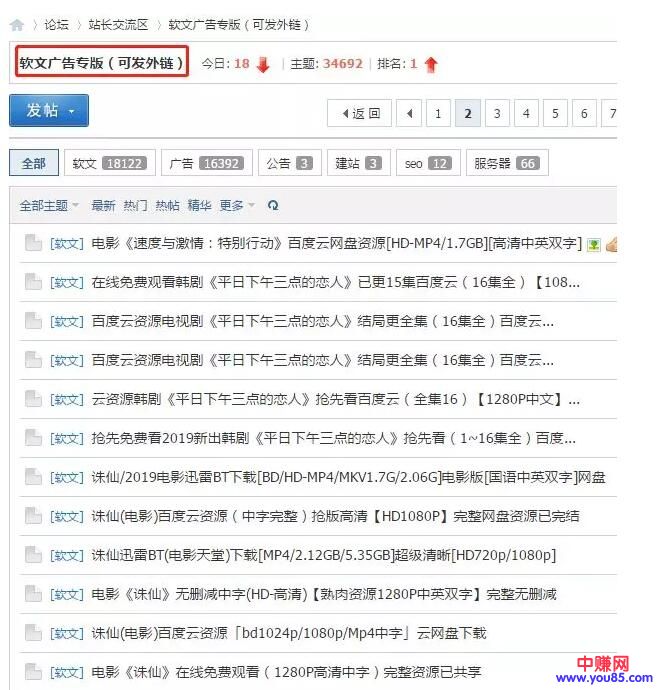 论坛 › 站长交流区 › 软文广告专版（可发外链）
软文广告专版（可发外链） 今日: 18 | 主题: 34692 | 排名: 1
发帖 返回 1 2 3 4 5 6 7
全部 软文 18122 广告 16392 公告 3 建站 3 seo 12 服务器 66
全部主题 最新 热门 热帖 精华 更多
[软文] 电影《速度与激情：特别行动》百度云网盘资源[HD-MP4/1.7GB][高清中英双字]
[软文] 在线免费观看韩剧《平日下午三点的恋人》已更15集百度云（16集全）【108...
[软文] 百度云资源电视剧《平日下午三点的恋人》结局更全集（16集全）百度云...
[软文] 百度云资源电视剧《平日下午三点的恋人》结局更全集（16集全）百度云...
[软文] 云资源韩剧《平日下午三点的恋人》抢先看百度云（全集16）【1280P中文】...
[软文] 抢先免费看2019新出韩剧《平日下午三点的恋人》抢先看（1~16集全）百度...
[软文] 诛仙/2019电影迅雷BT下载[BD/HD-MP4/MKV1.7G/2.06G]电影版[国语中英双字]网盘
[软文] 诛仙(电影)百度云资源（中字完整）抢版高清【HD1080P】完整网盘资源已完结
[软文] 诛仙迅雷BT(电影天堂)下载[MP4/2.12GB/5.35GB]超级清晰[HD720p/1080p]
[软文] 电影《诛仙》无删减中字(HD-高清)【熟肉资源1280P中英双字】完整无删减
[软文] 诛仙(电影)百度云资源「bd1024p/1080p/Mp4中字」云网盘下载
[软文] 电影《诛仙》在线免费观看（1280P高清中字）完整资源已共享
中赚网
www.you85.com